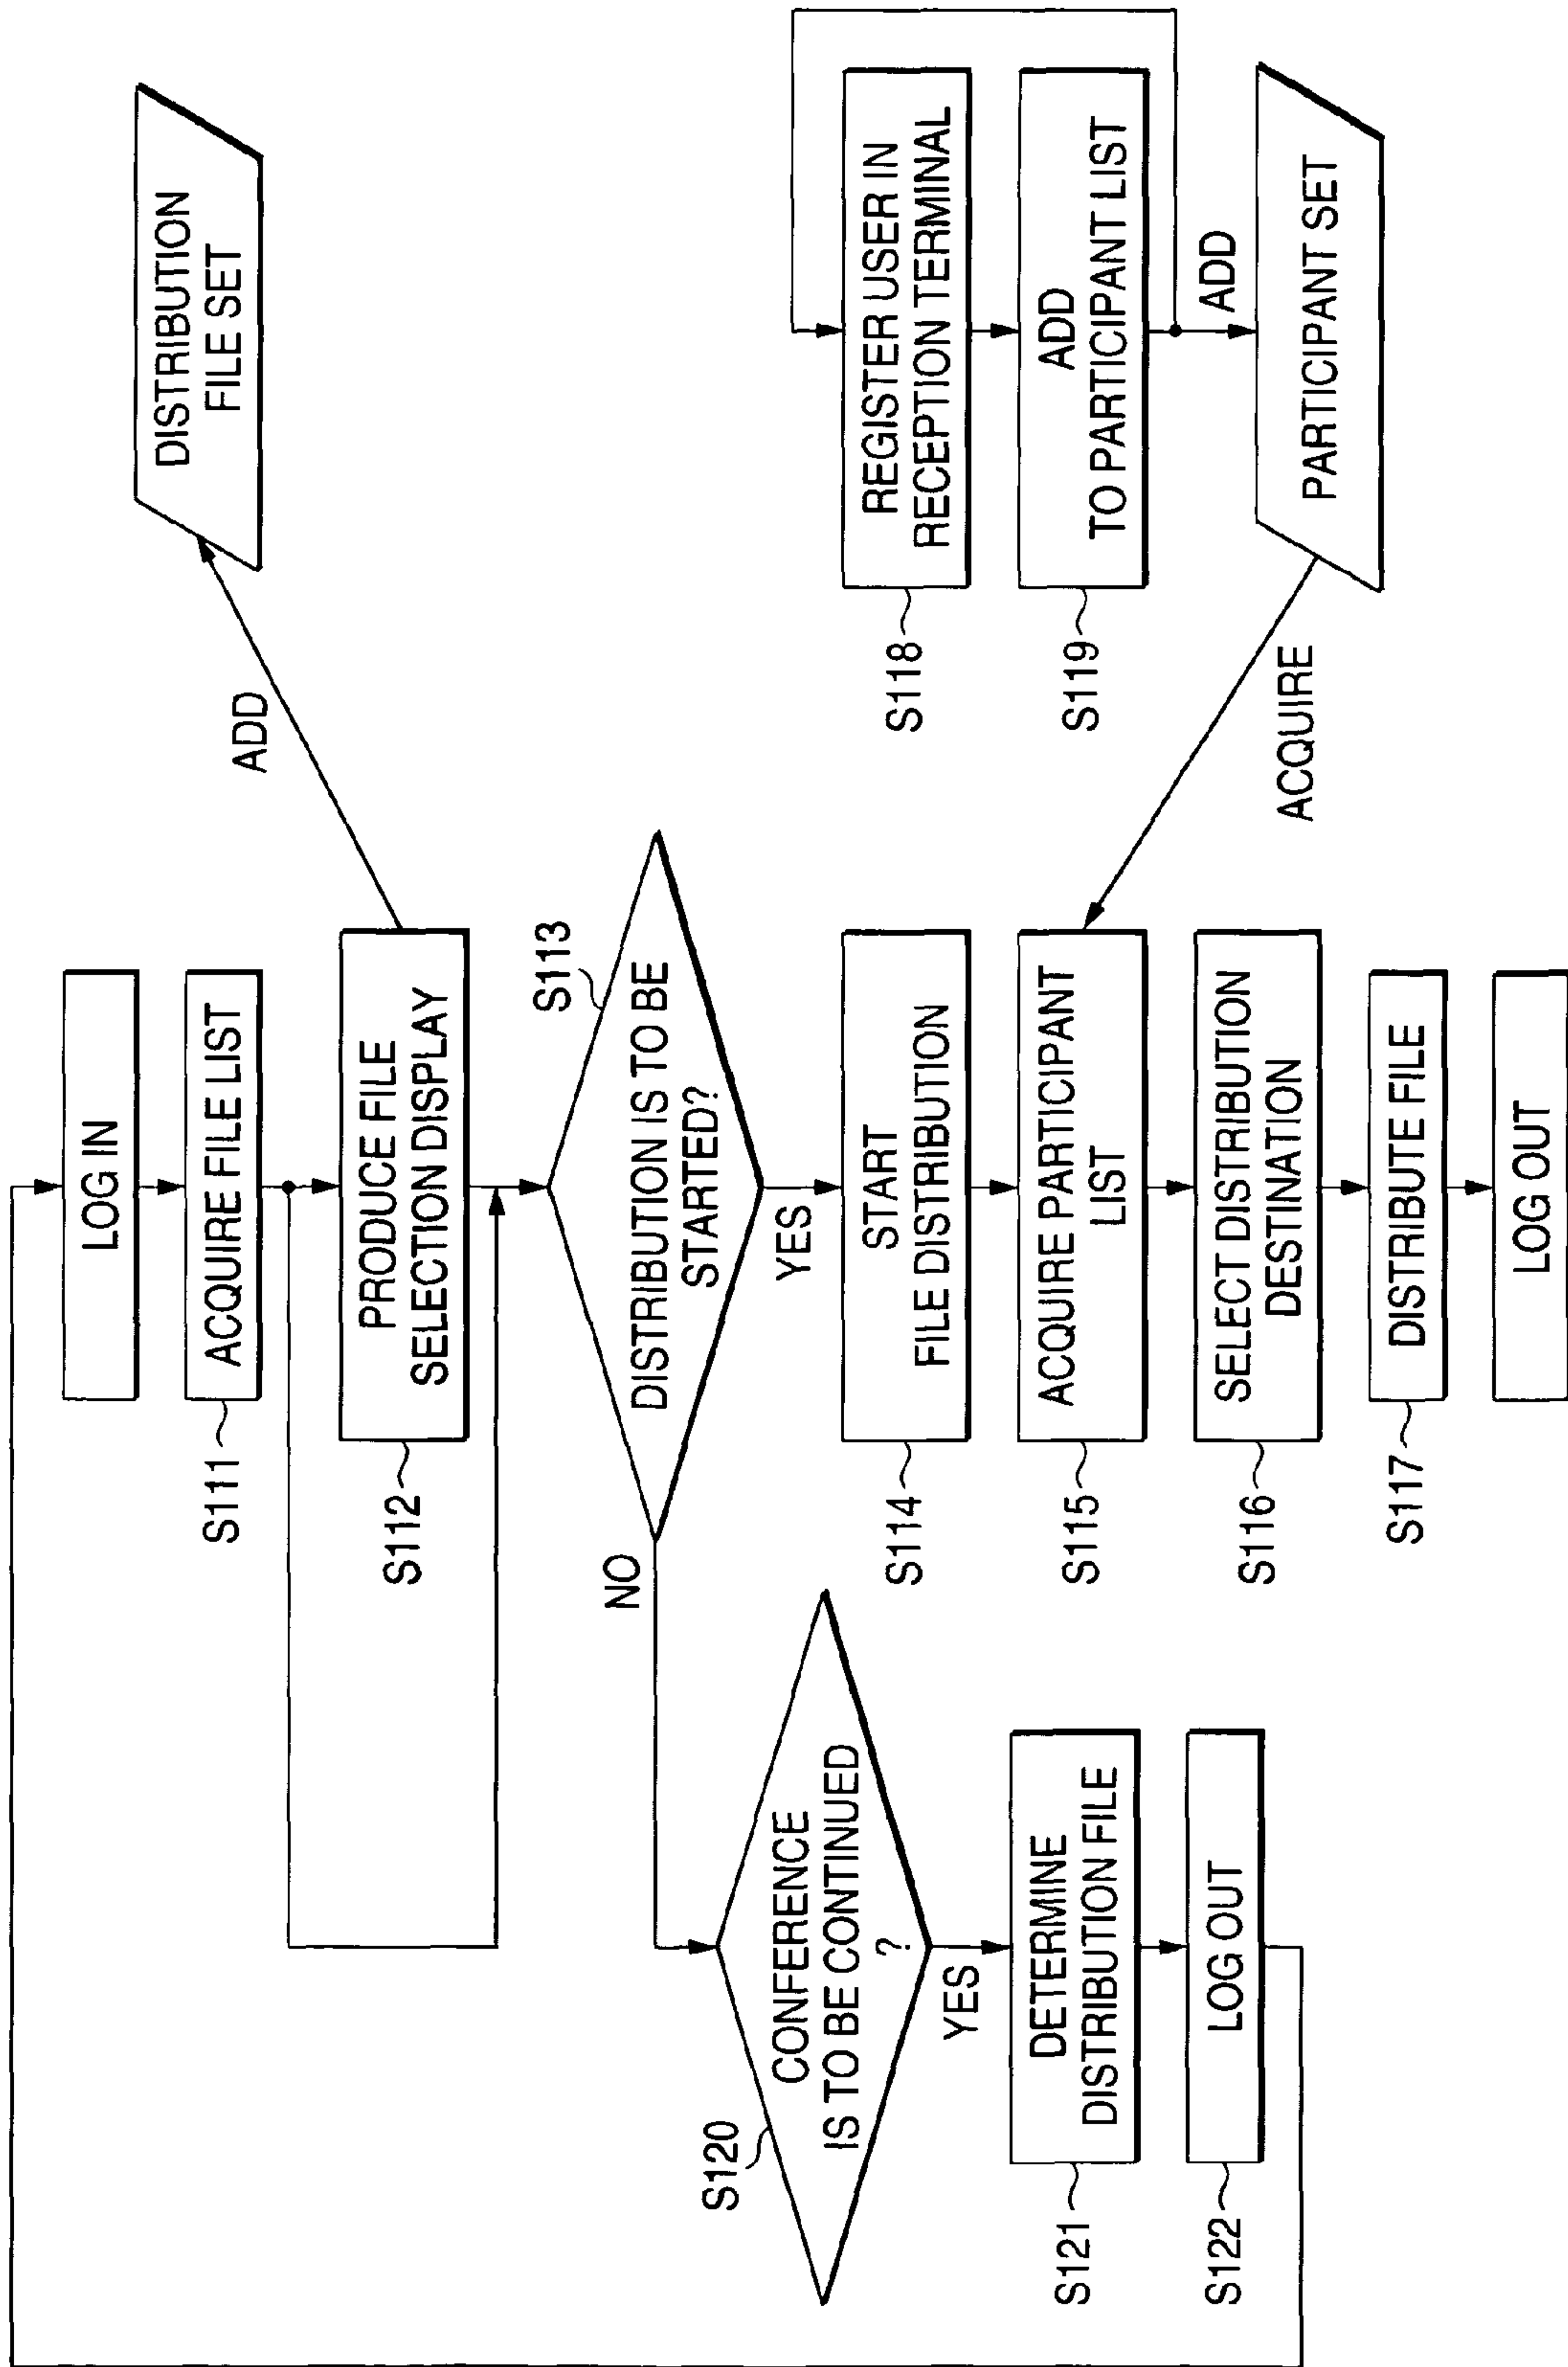 LOG IN
S111
ACQUIRE FILE LIST
S112
PRODUCE FILE
SELECTION DISPLAY
ADD
DISTRIBUTION
FILE SET
S113
DISTRIBUTION IS TO BE
STARTED?
NO
YES
S114
START
FILE DISTRIBUTION
S115
ACQUIRE PARTICIPANT
LIST
S116
SELECT DISTRIBUTION
DESTINATION
S117
DISTRIBUTE FILE
LOG OUT
S118
REGISTER USER IN
RECEPTION TERMINAL
S119
ADD
TO PARTICIPANT LIST
ADD
PARTICIPANT SET
ACQUIRE
S120
CONFERENCE
IS TO BE CONTINUED
?
YES
S121
DETERMINE
DISTRIBUTION FILE
S122
LOG OUT